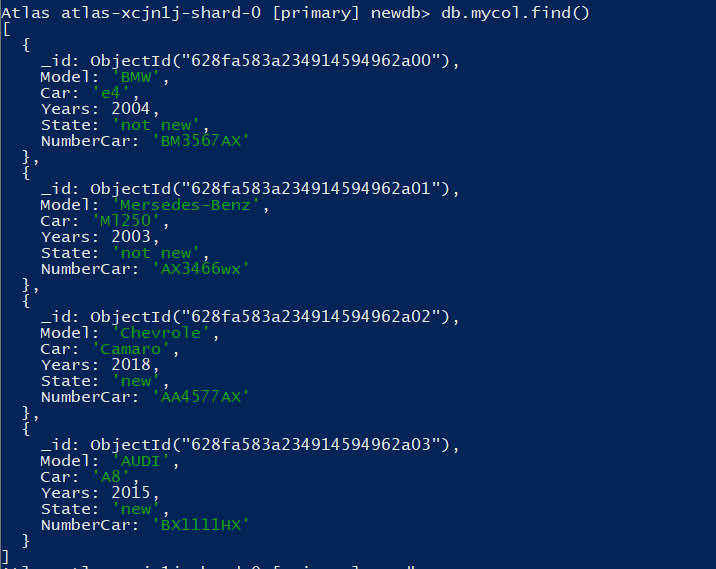 Atlas atlas-xcjn1j-shard-0 [primary] newdb> db.mycol.find()
[
  {
    _id: ObjectId("628fa583a234914594962a00"),
    Model: 'BMW',
    Car: 'e4',
    Years: 2004,
    State: 'not new',
    NumberCar: 'BM3567AX'
  },
  {
    _id: ObjectId("628fa583a234914594962a01"),
    Model: 'Mersedes-Benz',
    Car: 'Ml250',
    Years: 2003,
    State: 'not new',
    NumberCar: 'AX3466wx'
  },
  {
    _id: ObjectId("628fa583a234914594962a02"),
    Model: 'Chevrole',
    Car: 'Camaro',
    Years: 2018,
    State: 'new',
    NumberCar: 'AA4577AX'
  },
  {
    _id: ObjectId("628fa583a234914594962a03"),
    Model: 'AUDI',
    Car: 'A8',
    Years: 2015,
    State: 'new',
    NumberCar: 'BX1111HX'
  }
]